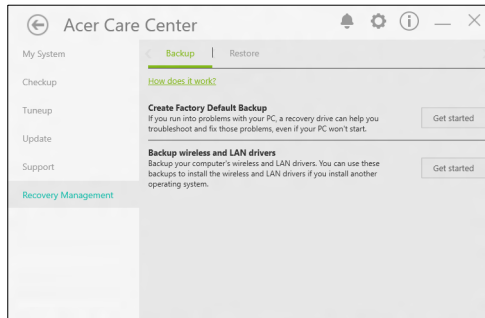 Acer Care Center
My System
Checkup
Tuneup
Update
Support
Recovery Management
Backup
Restore
How does it work?
Create Factory Default Backup
If you run into problems with your PC, a recovery drive can help you
troubleshoot and fix those problems, even if your PC won't start.
Get started
Backup wireless and LAN drivers
Backup your computer's wireless and LAN drivers. You can use these
backups to install the wireless and LAN drivers if you install another
operating system.
Get started